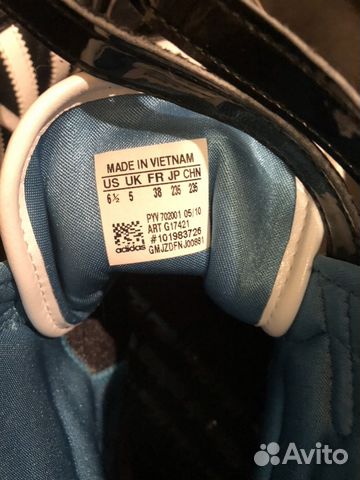 MADE IN VIETNAM
US UK FR JP CHN
6½ 5 38 235 235
PYV 702001 05/10
ART G17421
#101983726
GMJZDFNJ00891
adidas
Avito